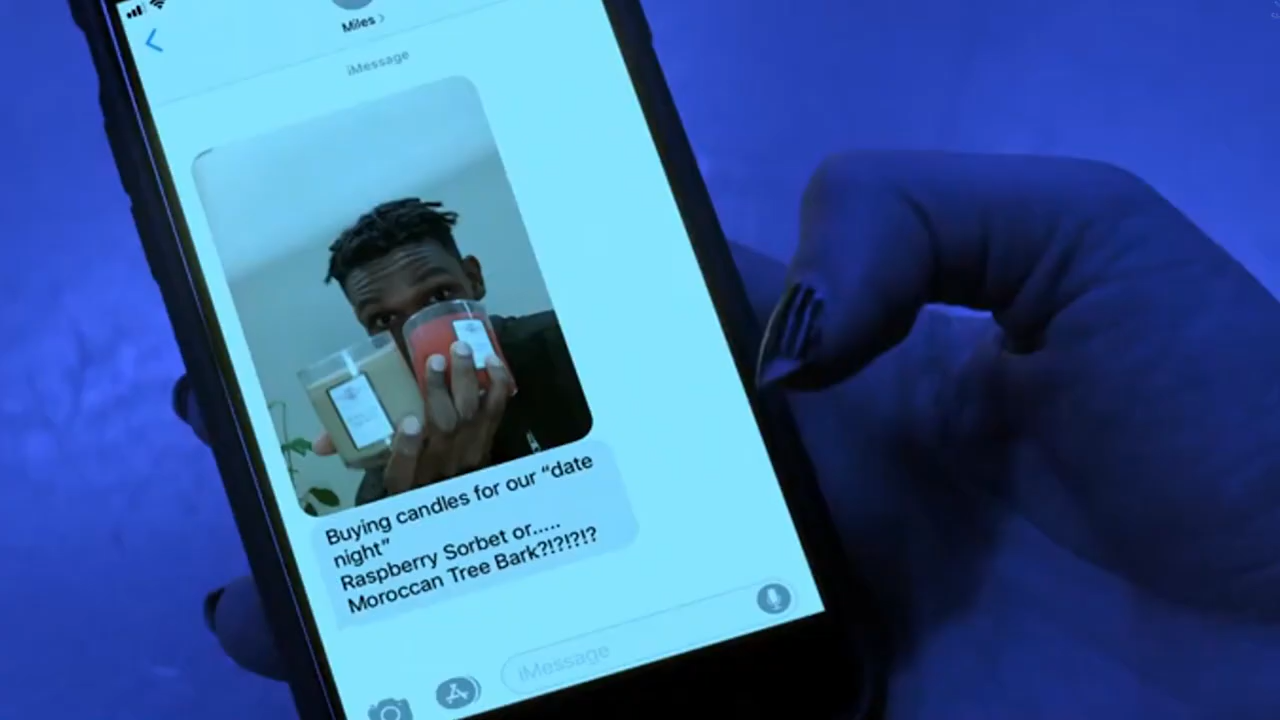 Miles
iMessage
Buying candles for our “date
night”
Raspberry Sorbet or.....
Moroccan Tree Bark?!?!?!?
iMessage